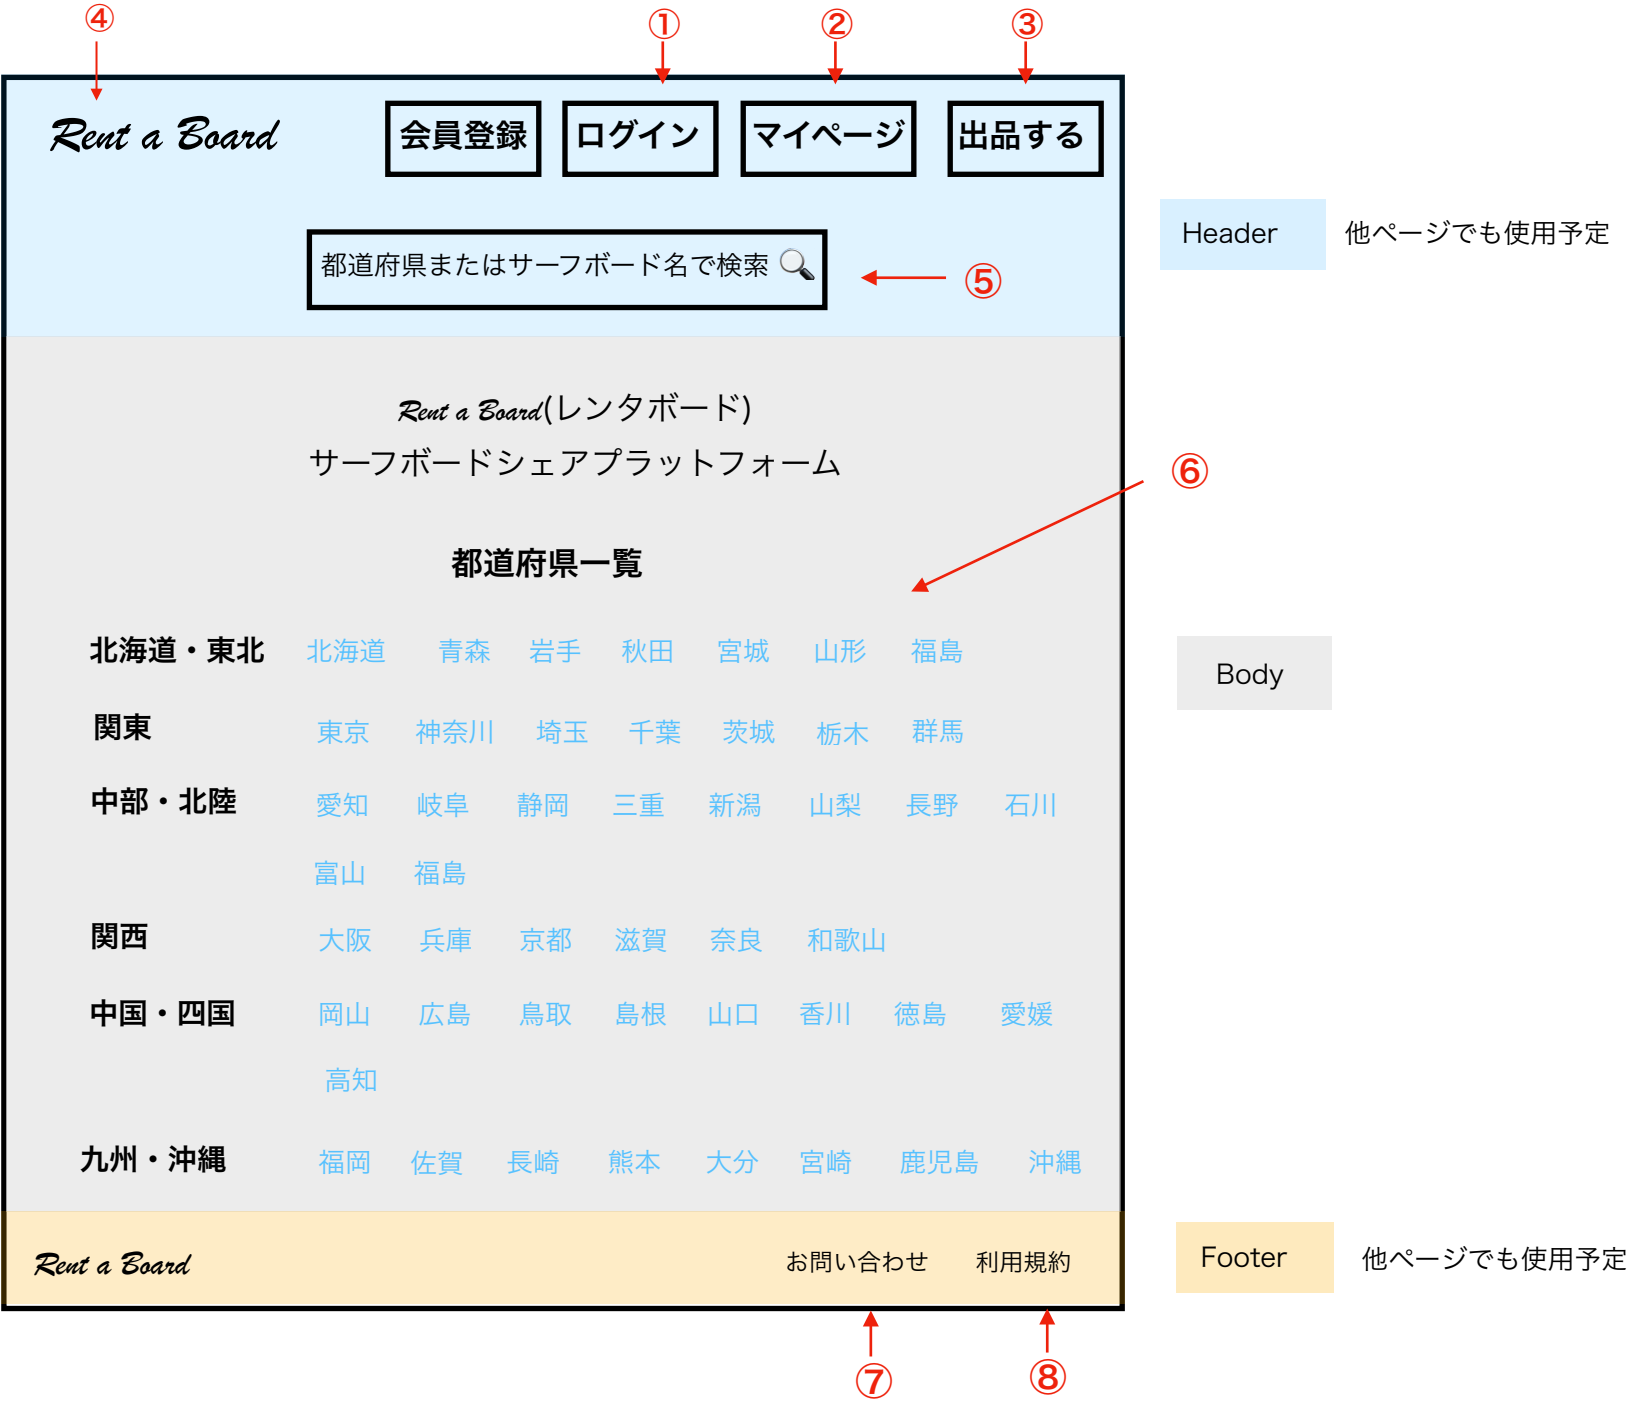 ④ ① ② ③
Rent a Board 会員登録 ログイン マイページ 出品する
Header 他ページでも使用予定
都道府県またはサーフボード名で検索 ⑤
Rent a Board(レンタボード)
サーフボードシェアプラットフォーム
⑥
都道府県一覧
北海道・東北 北海道 青森 岩手 秋田 宮城 山形 福島
Body
関東 東京 神奈川 埼玉 千葉 茨城 栃木 群馬
中部・北陸 愛知 岐阜 静岡 三重 新潟 山梨 長野 石川
富山 福島
関西 大阪 兵庫 京都 滋賀 奈良 和歌山
中国・四国 岡山 広島 鳥取 島根 山口 香川 徳島 愛媛
高知
九州・沖縄 福岡 佐賀 長崎 熊本 大分 宮崎 鹿児島 沖縄
Rent a Board お問い合わせ 利用規約
Footer 他ページでも使用予定
⑦ ⑧